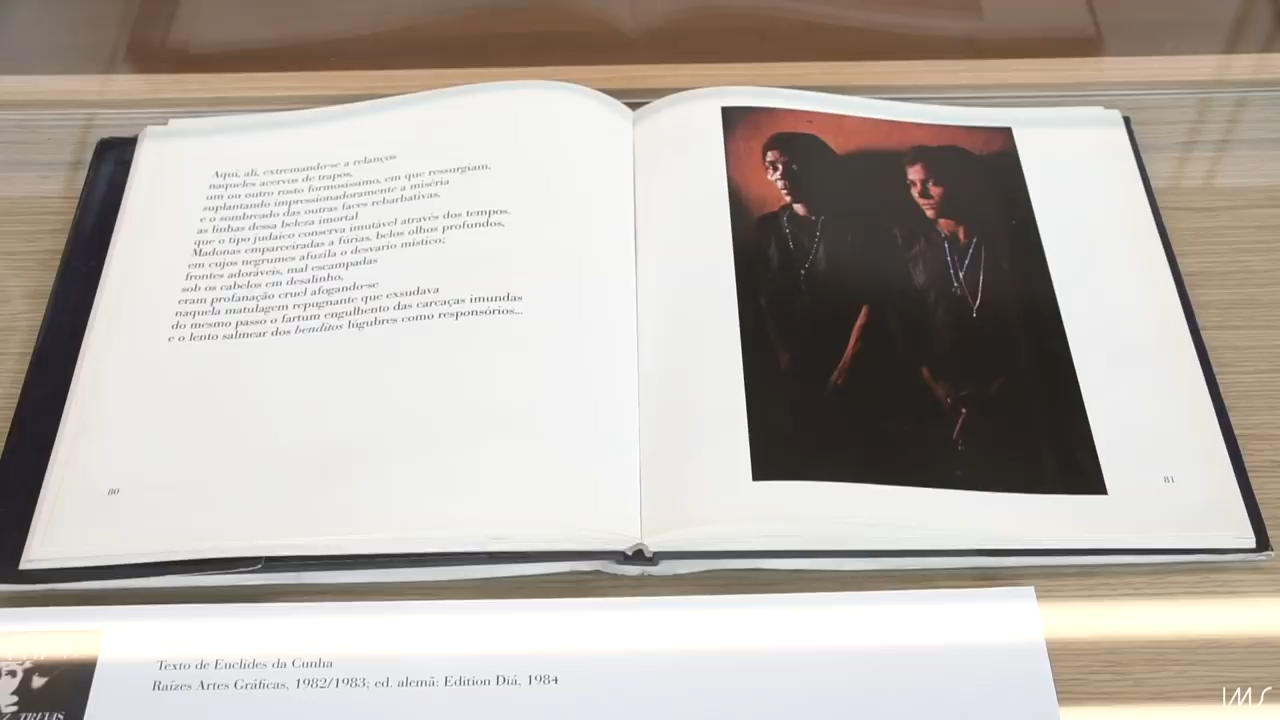 Aqui, ali, extremando-se a relanços
naqueles acervos de trapos,
um ou outro rosto formosíssimo, em que ressurgiam,
suplantando impressionadoramente a miséria
e o sombreado das outras faces rebarbativas,
as linhas dessa beleza imortal
que o tipo judaico conserva imutável através dos tempos.
Madonas emparceiradas a fúrias, belos olhos profundos,
em cujos negrumes afuzila o desvario místico;
frontes adoráveis, mal escampadas
sob os cabelos em desalinho,
eram profanação cruel afogando-se
naquela matulagem repugnante que exsudava
do mesmo passo o fartum engulhento das carcaças imundas
e o lento salmear dos benditos lúgubres como responsórios...
80
81
Texto de Euclides da Cunha
Raízes Artes Gráficas, 1982/1983; ed. alemã: Edition Diá, 1984
IMS